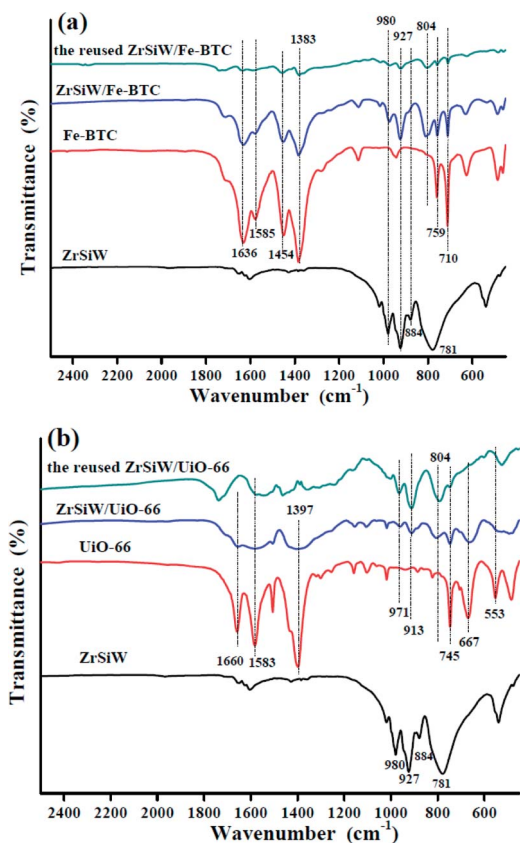 (a)
1383
980
927
804
the reused ZrSiW/Fe-BTC
ZrSiW/Fe-BTC
Fe-BTC
1636
1585
1454
759
710
ZrSiW
884
781
Transmittance (%)
2400 2200 2000 1800 1600 1400 1200 1000 800 600
Wavenumber (cm-1)
(b)
804
the reused ZrSiW/UiO-66
ZrSiW/UiO-66
1397
UiO-66
971
913
745
667
553
1660
1583
ZrSiW
980
927
884
781
Transmittance (%)
2400 2200 2000 1800 1600 1400 1200 1000 800 600
Wavenumber (cm-1)